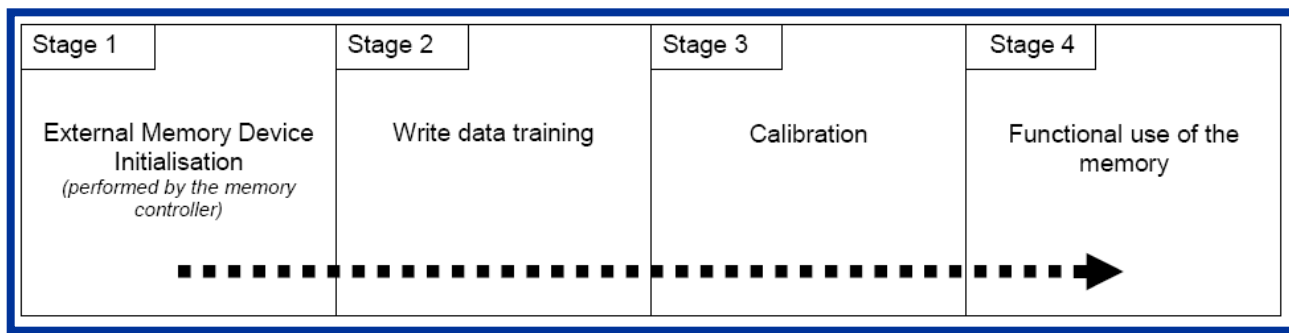 Stage 1
External Memory Device
Initialisation
(performed by the memory
controller)
Stage 2
Write data training
Stage 3
Calibration
Stage 4
Functional use of the
memory